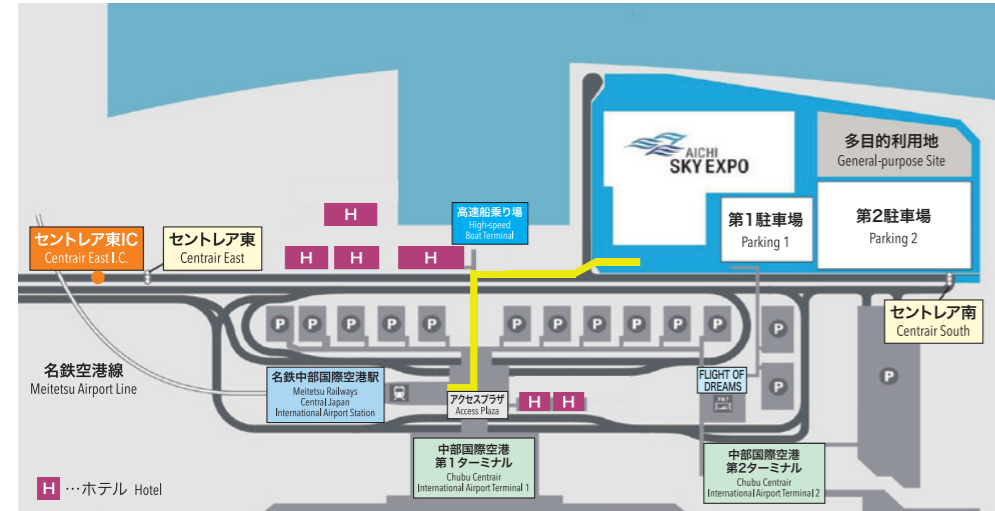 AICHI
SKY EXPO
多目的利用地
General-purpose Site
第1駐車場
Parking 1
第2駐車場
Parking 2
高速船乗り場
High-speed
Boat Terminal
H
H
H
H
セントレア東IC
Centrair East I.C.
セントレア東
Centrair East
セントレア南
Centrair South
P
P
P
P
P
P
P
P
P
P
P
P
P
P
名鉄空港線
Meitetsu Airport Line
名鉄中部国際空港駅
Meitetsu Railways
Central Japan
International Airport Station
アクセスプラザ
Access Plaza
H
H
FLIGHT OF
DREAMS
中部国際空港
第1ターミナル
Chubu Centrair
International Airport Terminal 1
中部国際空港
第2ターミナル
Chubu Centrair
International Airport Terminal 2
H …ホテル Hotel